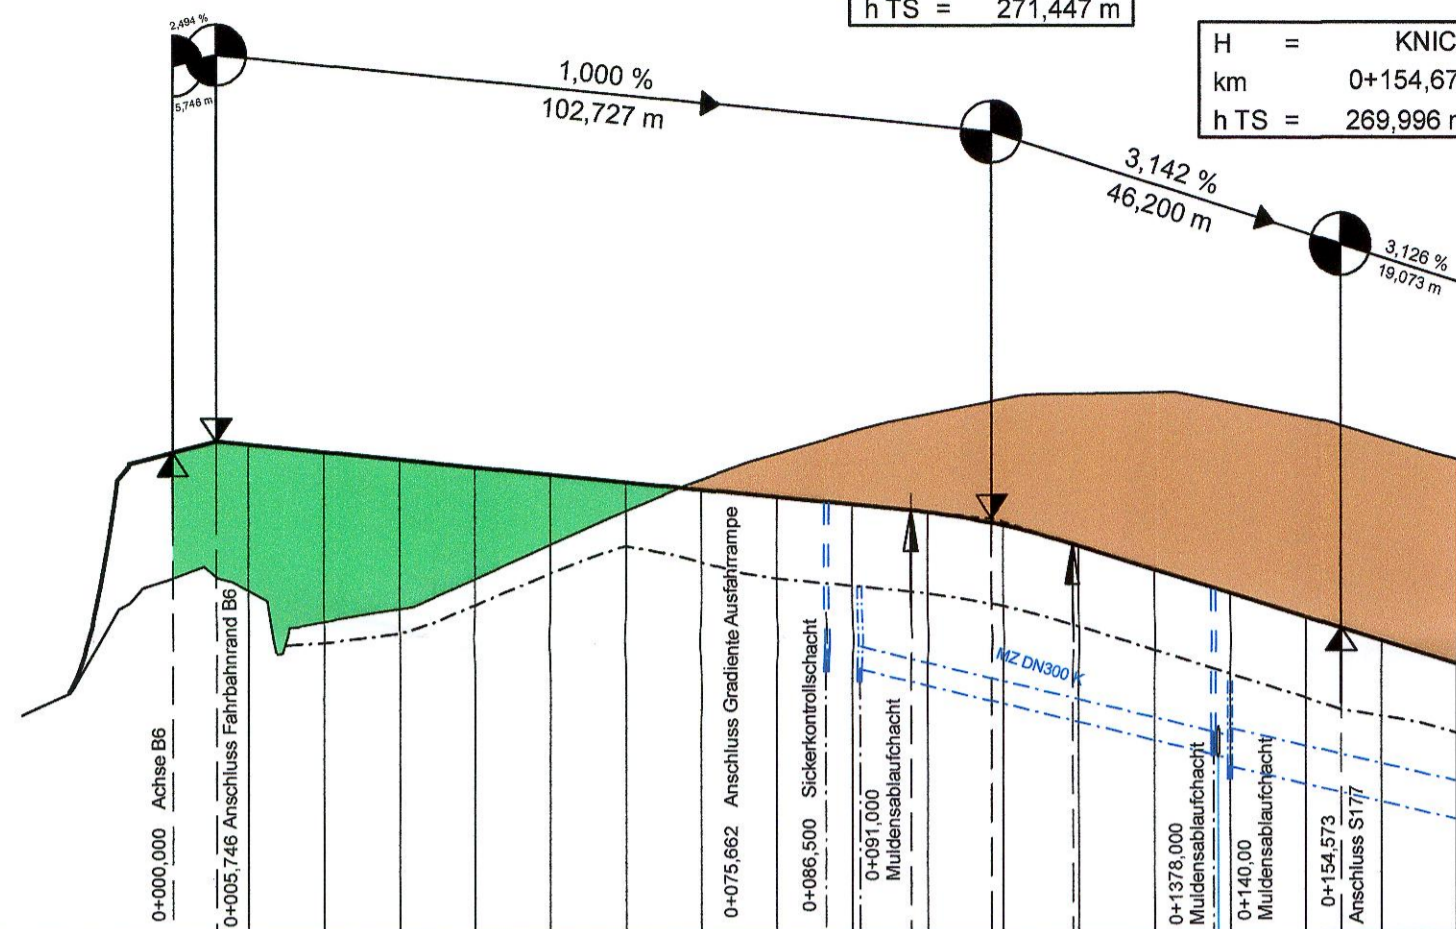 h TS = 271,447 m
H =
km 0+154,67
h TS = 269,996
2,494 %
5,746 m
1,000 %
102,727 m
3,142 %
46,200 m
3,126 %
19,073 m
MZ DN300 K
0+000,000 Achse B6
0+005,746 Anschluss Fahrbahnrand B6
0+075,662 Anschluss Gradiente Ausfahrrampe
0+086,500 Sickerkontrollschacht
0+091,000
Muldensablaufchacht
0+1378,000
Muldensablaufchacht
0+140,00
Muldensablaufchacht
0+154,573
Anschluss S177